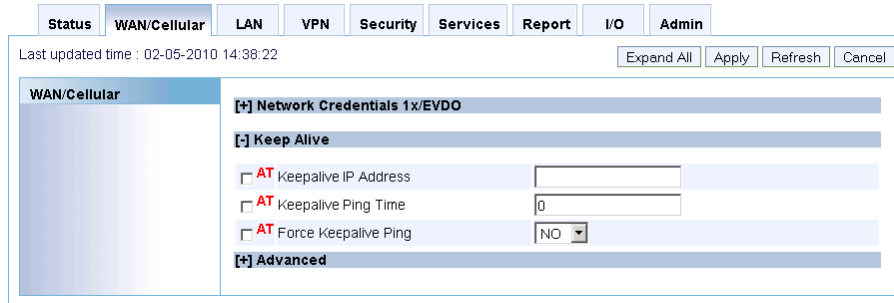 Status WAN/Cellular LAN VPN Security Services Report I/O Admin
Last updated time : 02-05-2010 14:38:22 Expand All Apply Refresh Cancel
WAN/Cellular
[+] Network Credentials 1x/EVDO
[-] Keep Alive
AT Keepalive IP Address
AT Keepalive Ping Time 0
AT Force Keepalive Ping NO
[+] Advanced